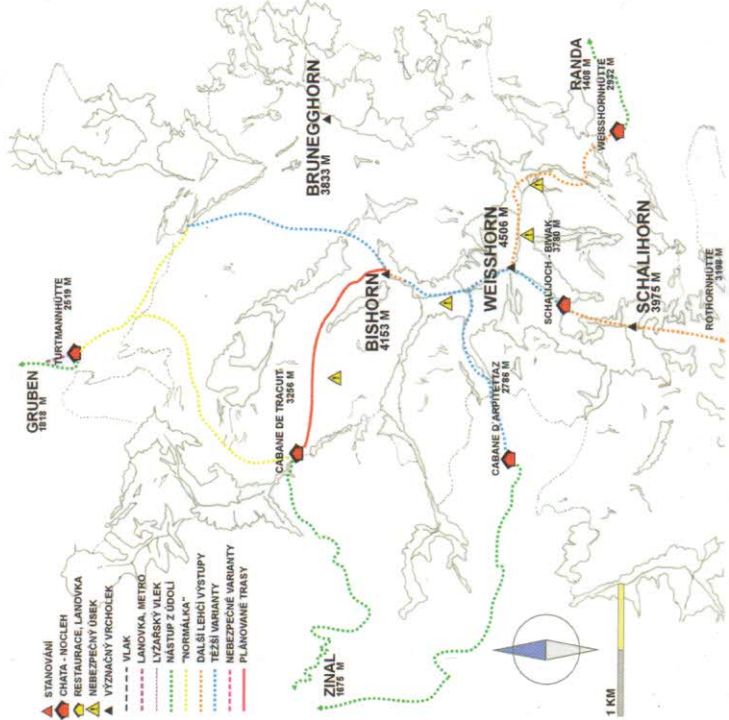 STANOVÁNÍ
CHATA - NOCLEH
RESTAURACE, LANOVKA
NEBEZPEČNÝ ÚSEK
VÝZNAČNÝ VRCHOLEK
VLAK
LANOVKA, METRO
LYŽAŘSKÝ VLEK
NÁSTUP Z ÚDOLÍ
"NORMÁLKA"
DALŠÍ LEHČÍ VÝSTUPY
TĚŽŠÍ VARIANTY
NEBEZPEČNÉ VARIANTY
PLÁNOVANÉ TRASY
GRUBEN
1818 M
TURTMANNHÜTTE
2519 M
BRUNEGGHORN
3833 M
CABANE DE TRACUIT
3256 M
BISHORN
4153 M
RANDA
1408 M
WEISSHORNHÜTTE
2932 M
WEISSHORN
4506 M
SCHALIJOCH - BIWAK
3780 M
SCHALIHORN
3975 M
ROTHORNHÜTTE
3198 M
CABANE D'ARPITETTAZ
2786 M
ZINAL
1675 M
1 KM